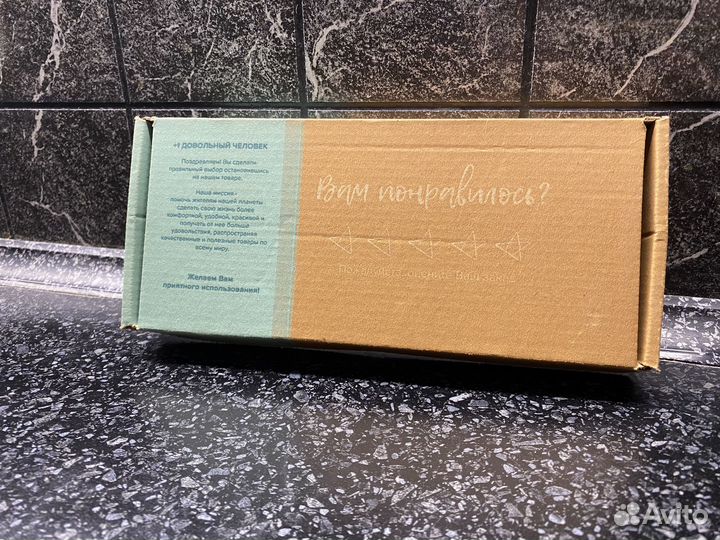 +1 ДОВОЛЬНЫЙ ЧЕЛОВЕК
Поздравляем! Вы сделали
правильный выбор остановившись
на нашем товаре.
Наша миссия -
помочь жителям нашей планеты
сделать свою жизнь более
комфортной, удобной, красивой и
получать от нее больше
удовольствия, распространяя
качественные и полезные товары по
всему миру.
Желаем Вам
приятного использования!
Вам понравилось?
Avito